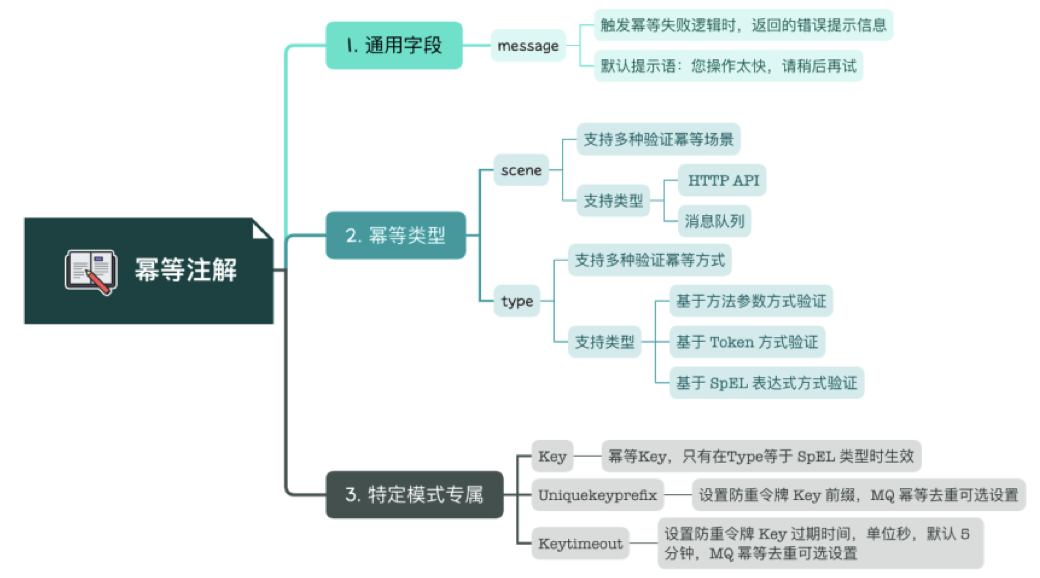 幂等注解
1. 通用字段
message
触发幂等失败逻辑时，返回的错误提示信息
默认提示语：您操作太快，请稍后再试
2. 幂等类型
scene
支持多种验证幂等场景
支持类型
HTTP API
消息队列
type
支持多种验证幂等方式
支持类型
基于方法参数方式验证
基于 Token 方式验证
基于 SpEL 表达式方式验证
3. 特定模式专属
Key
幂等Key，只有在Type等于 SpEL 类型时生效
Uniquekeyprefix
设置防重令牌 Key 前缀，MQ 幂等去重可选设置
Keytimeout
设置防重令牌 Key 过期时间，单位秒，默认 5
分钟，MQ 幂等去重可选设置